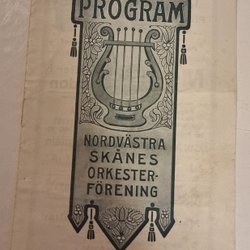 PROGRAM
NORDVÄSTRA
SKÅNES
ORKESTER-
FÖRENING